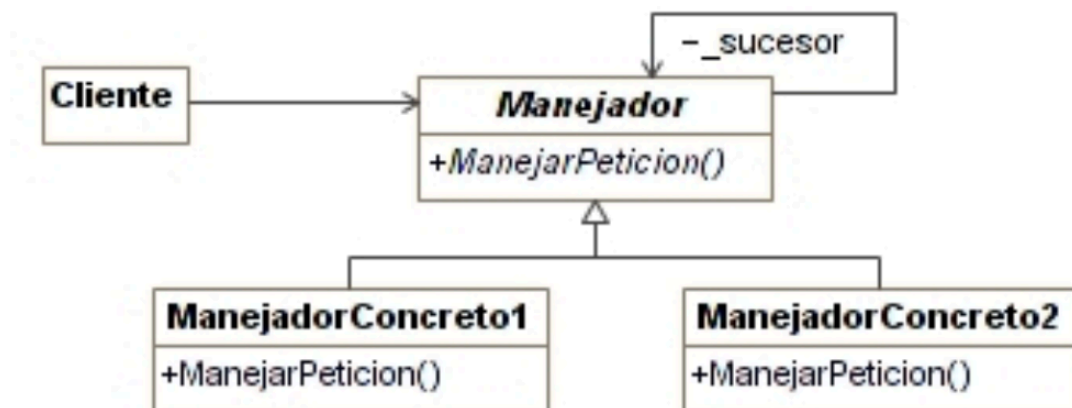 –_sucesor
Cliente
Manejador
+ManejarPeticion()
ManejadorConcreto1
+ManejarPeticion()
ManejadorConcreto2
+ManejarPeticion()